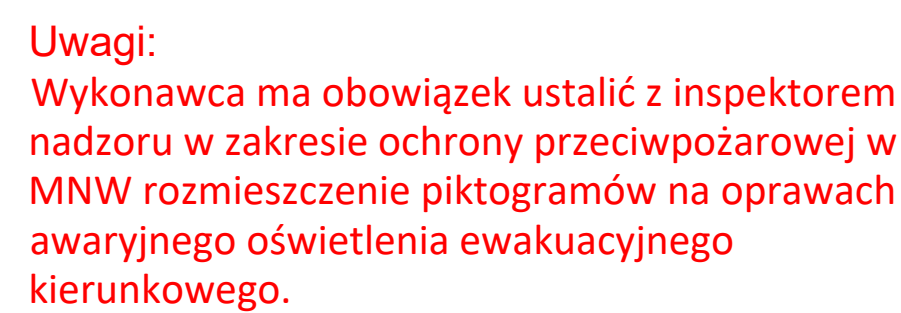 Uwagi:
Wykonawca ma obowiązek ustalić z inspektorem
nadzoru w zakresie ochrony przeciwpożarowej w
MNW rozmieszczenie piktogramów na oprawach
awaryjnego oświetlenia ewakuacyjnego
kierunkowego.